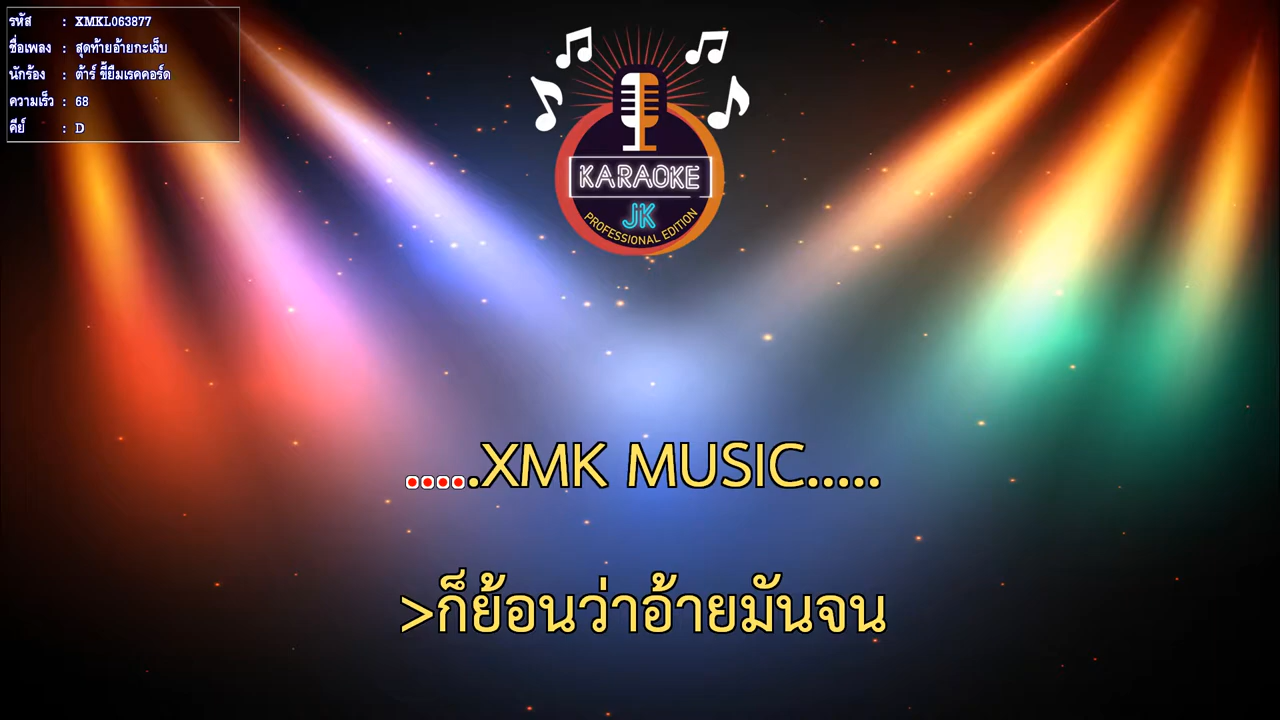 รหัส : XMKL063877
ชื่อเพลง : สุดท้ายอ้ายกะเจ็บ
นักร้อง : ต้าร์ ขี้ยืมเรคคอร์ด
ความเร็ว : 68
คีย์ : D
KARAOKE
JK
PROFESSIONAL EDITION
.....XMK MUSIC.....
>ก็ย้อนว่าอ้ายมันจน